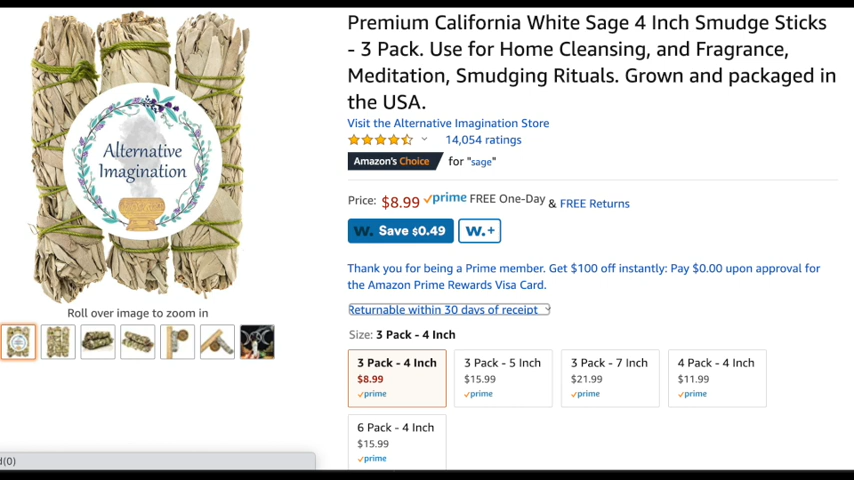 Premium California White Sage 4 Inch Smudge Sticks
- 3 Pack. Use for Home Cleansing, and Fragrance,
Meditation, Smudging Rituals. Grown and packaged in
the USA.
Visit the Alternative Imagination Store
14,054 ratings
Amazon's Choice for "sage"
Alternative
Imagination
Price: $8.99 prime FREE One-Day & FREE Returns
W. Save $0.49 W.+
Thank you for being a Prime member. Get $100 off instantly: Pay $0.00 upon approval for
the Amazon Prime Rewards Visa Card.
Returnable within 30 days of receipt
Roll over image to zoom in
Size: 3 Pack - 4 Inch
3 Pack - 4 Inch 3 Pack - 5 Inch 3 Pack - 7 Inch 4 Pack - 4 Inch
$8.99 $15.99 $21.99 $11.99
prime prime prime prime
6 Pack - 4 Inch
$15.99
prime
d(0)